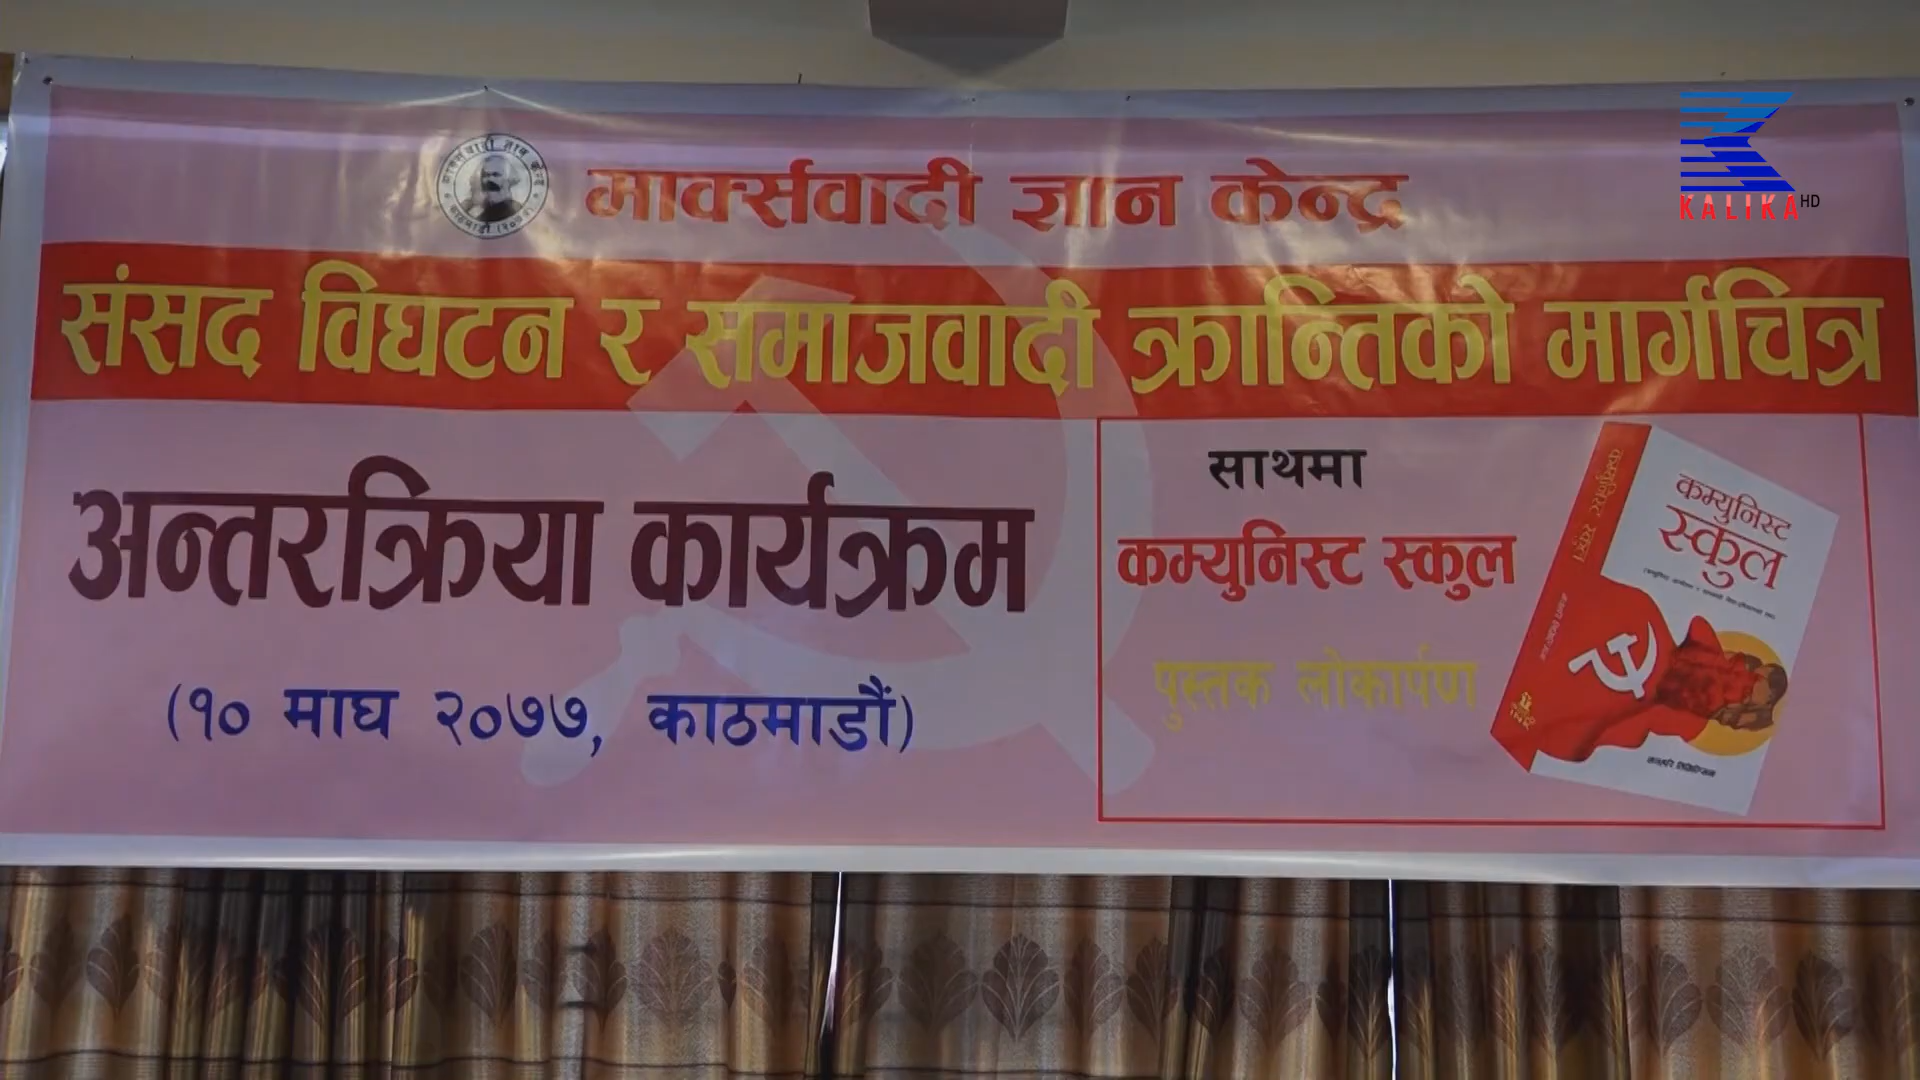 मार्क्सवादी ज्ञान केन्द्र
KALIKA HD
संसद विघटन र समाजवादी क्रान्तिको मार्गचित्र
अन्तरक्रिया कार्यक्रम
(१० माघ २०७७, काठमाडौं)
साथमा
कम्युनिस्ट स्कुल
पुस्तक लोकार्पण
कम्युनिस्ट स्कुल
कम्युनिस्ट
स्कुल